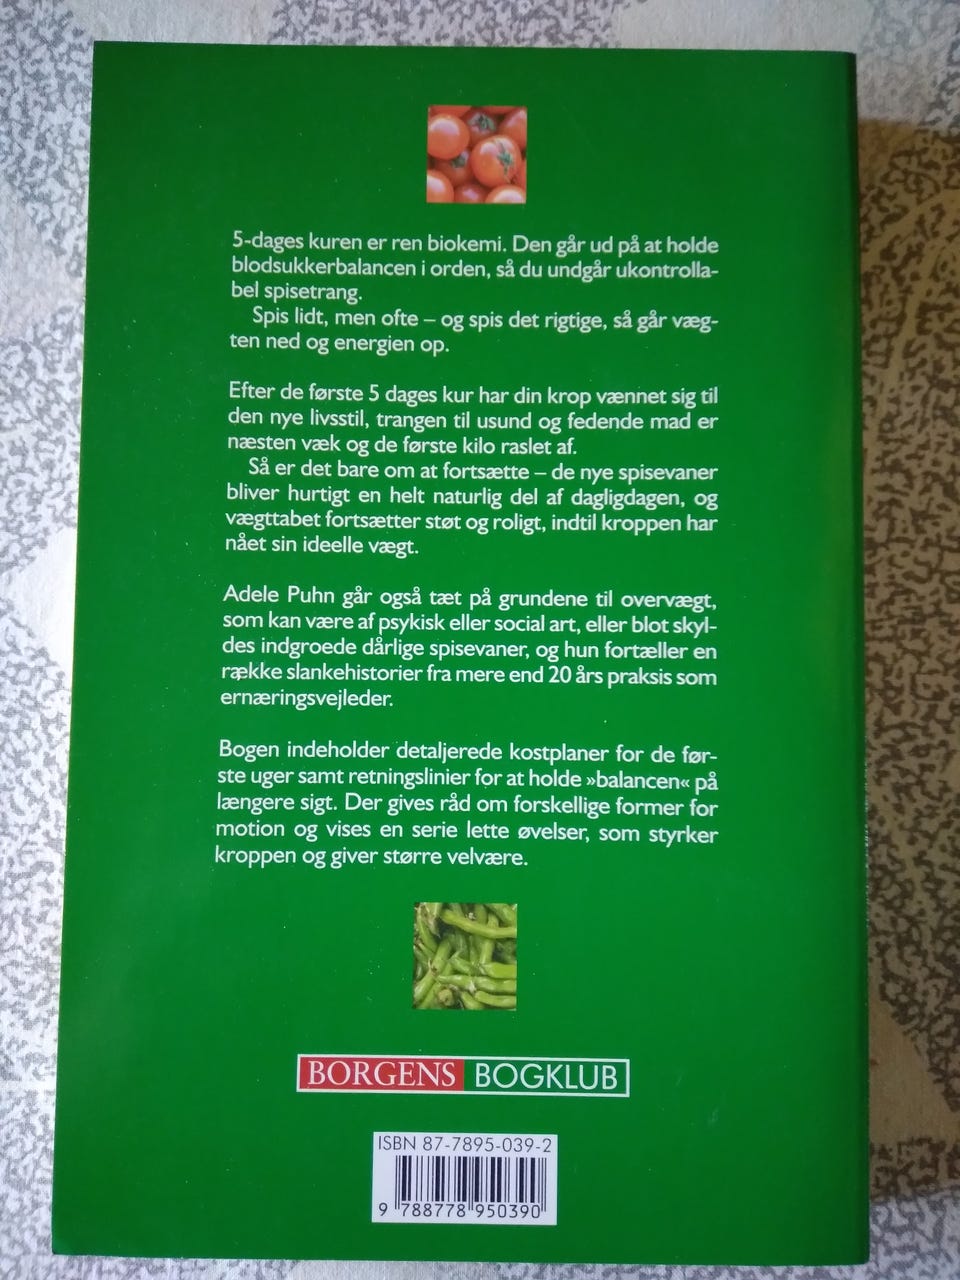 5-dages kuren er ren biokemi. Den går ud på at holde
blodsukkerbalancen i orden, så du undgår ukontrolla-
bel spisetrang.
Spis lidt, men ofte – og spis det rigtige, så går væg-
ten ned og energien op.
Efter de første 5 dages kur har din krop vænnet sig til
den nye livsstil, trangen til usund og fedende mad er
næsten væk og de første kilo raslet af.
Så er det bare om at fortsætte – de nye spisevaner
bliver hurtigt en helt naturlig del af dagligdagen, og
vægttabet fortsætter støt og roligt, indtil kroppen har
nået sin ideelle vægt.
Adele Puhn går også tæt på grundene til overvægt,
som kan være af psykisk eller social art, eller blot skyl-
des indgroede dårlige spisevaner, og hun fortæller en
række slankehistorier fra mere end 20 års praksis som
ernæringsvejleder.
Bogen indeholder detaljerede kostplaner for de før-
ste uger samt retningslinier for at holde »balancen« på
længere sigt. Der gives råd om forskellige former for
motion og vises en serie lette øvelser, som styrker
kroppen og giver større velvære.
BORGENS BOGKLUB
ISBN 87-7895-039-2
9 788778 950390